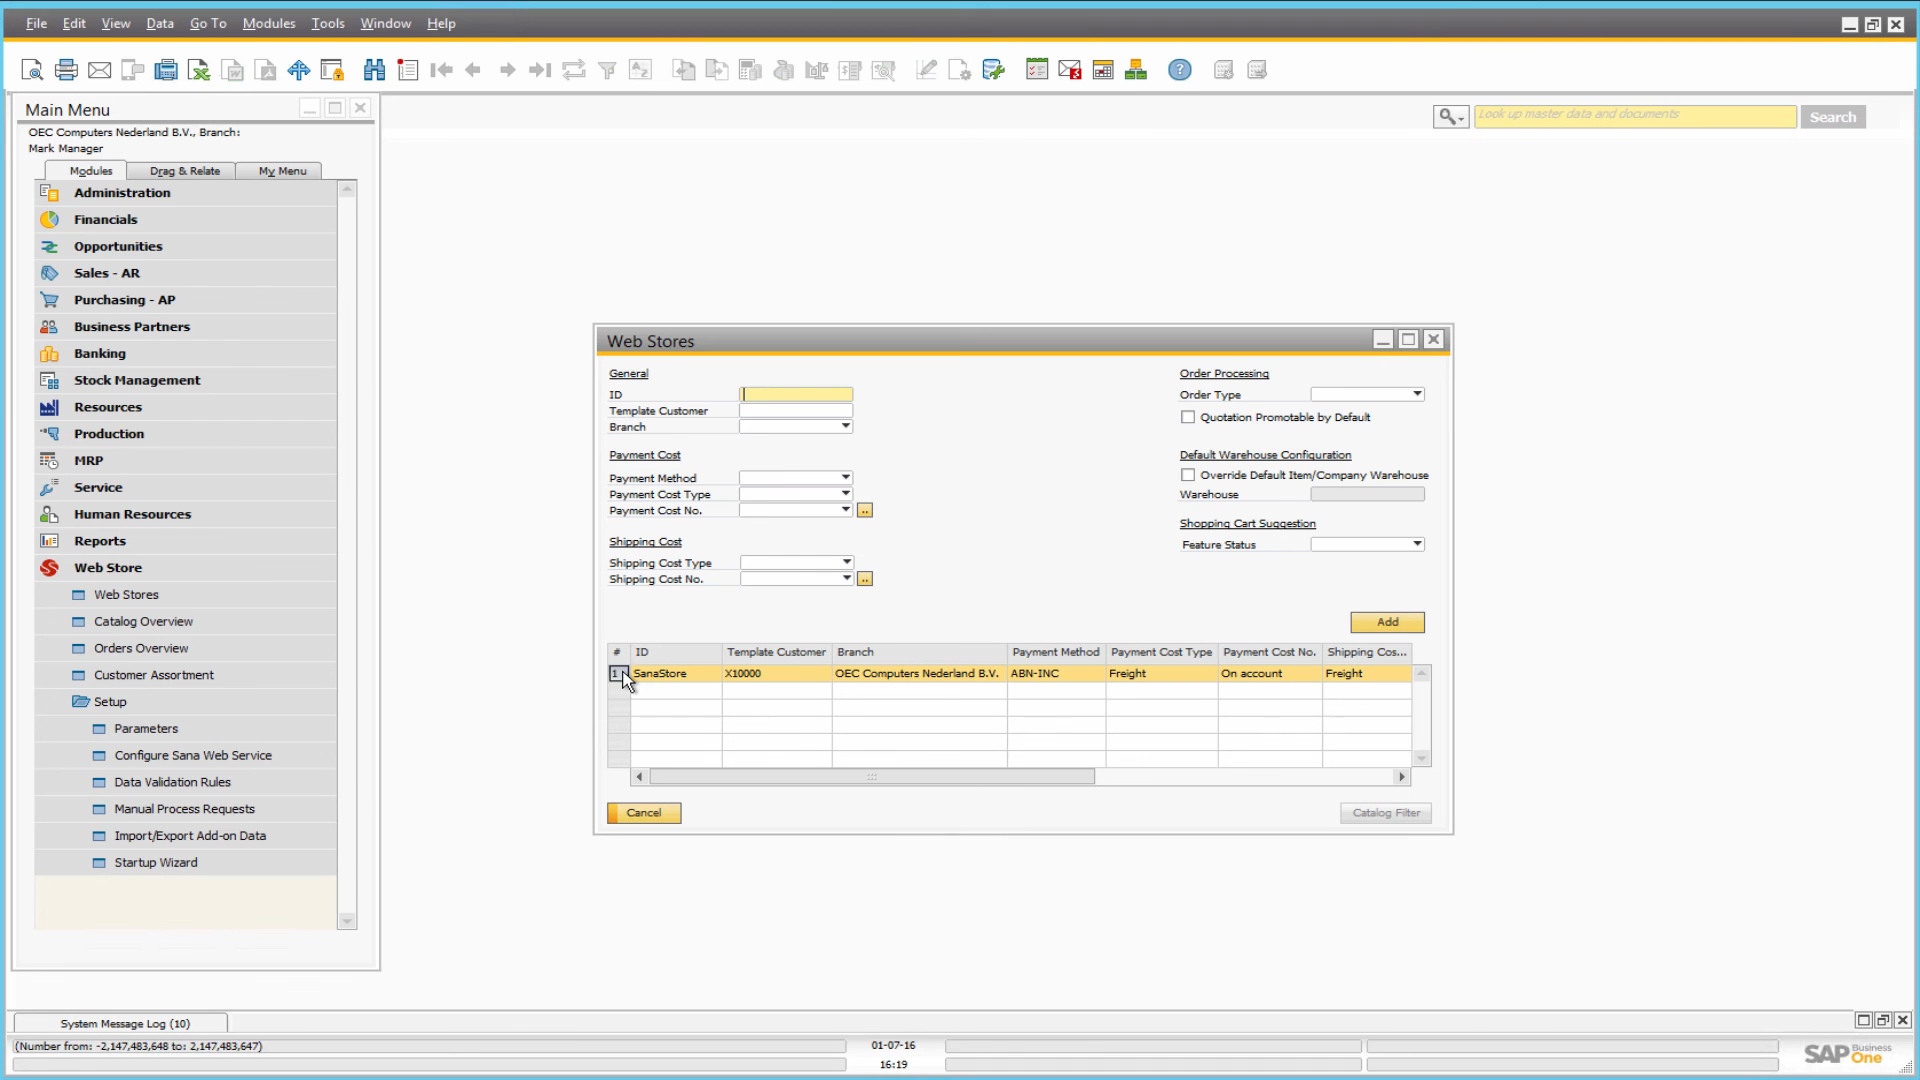 File Edit View Data Go To Modules Tools Window Help
Main Menu
OEC Computers Nederland B.V., Branch:
Mark Manager
Modules Drag & Relate My Menu
Look up master data and documents Search
Administration
Financials
Opportunities
Sales - AR
Purchasing - AP
Business Partners
Banking
Stock Management
Resources
Production
MRP
Service
Human Resources
Reports
Web Store
Web Stores
Catalog Overview
Orders Overview
Customer Assortment
Setup
Parameters
Configure Sana Web Service
Data Validation Rules
Manual Process Requests
Import/Export Add-on Data
Startup Wizard
Web Stores
General
ID
Template Customer
Branch
Payment Cost
Payment Method
Payment Cost Type
Payment Cost No.
Shipping Cost
Shipping Cost Type
Shipping Cost No.
Order Processing
Order Type
Quotation Promotable by Default
Default Warehouse Configuration
Override Default Item/Company Warehouse
Warehouse
Shopping Cart Suggestion
Feature Status
Add
# ID Template Customer Branch Payment Method Payment Cost Type Payment Cost No. Shipping Cos...
1 SanaStore X10000 OEC Computers Nederland B.V. ABN-INC Freight On account Freight
Cancel Catalog Filter
System Message Log (10)
(Number from: -2,147,483,648 to: 2,147,483,647) 01-07-16
16:19
SAP Business One